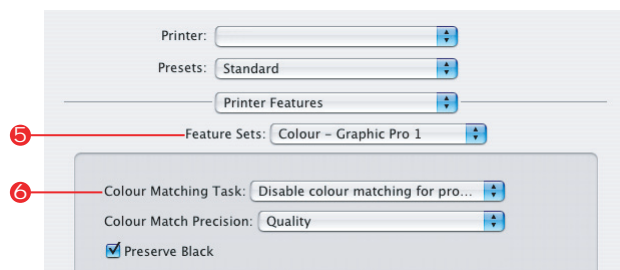 Printer:
Presets: Standard
Printer Features
5 Feature Sets: Colour – Graphic Pro 1
6 Colour Matching Task: Disable colour matching for pro...
Colour Match Precision: Quality
Preserve Black